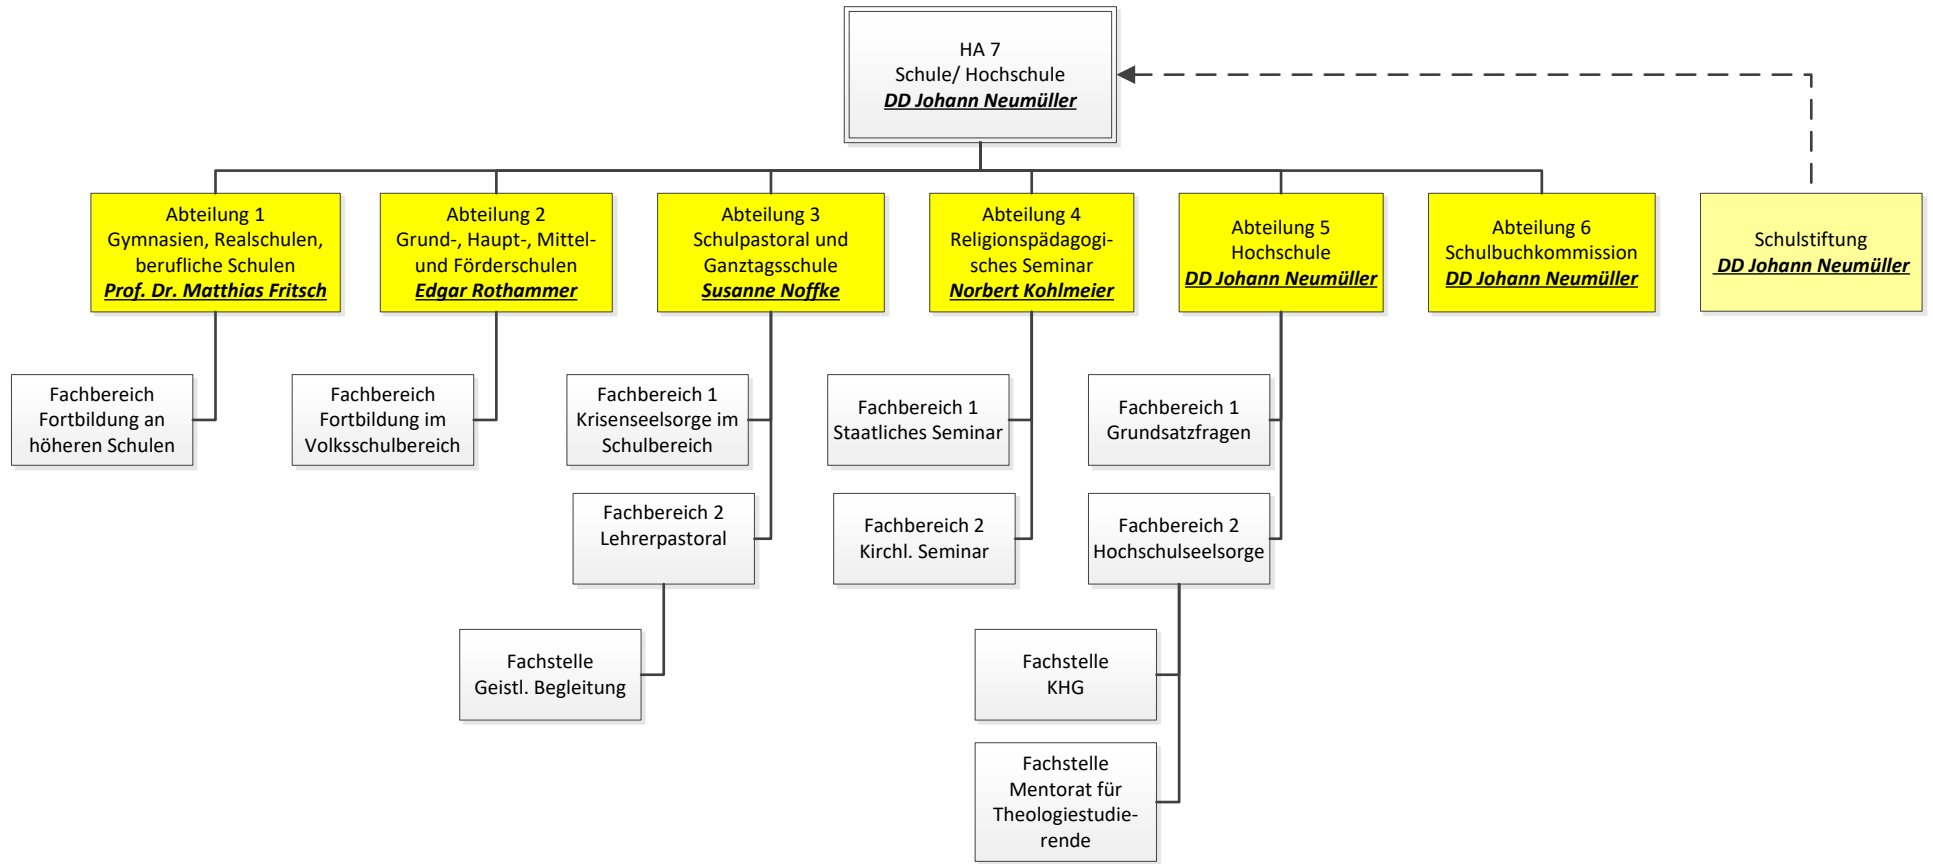 HA 7
Schule/ Hochschule
DD Johann Neumüller
Abteilung 1
Gymnasien, Realschulen,
berufliche Schulen
Prof. Dr. Matthias Fritsch
Abteilung 2
Grund-, Haupt-, Mittel-
und Förderschulen
Edgar Rothammer
Abteilung 3
Schulpastoral und
Ganztagsschule
Susanne Noffke
Abteilung 4
Religionspädagogi-
sches Seminar
Norbert Kohlmeier
Abteilung 5
Hochschule
DD Johann Neumüller
Abteilung 6
Schulbuchkommission
DD Johann Neumüller
Schulstiftung
DD Johann Neumüller
Fachbereich
Fortbildung an
höheren Schulen
Fachbereich
Fortbildung im
Volksschulbereich
Fachbereich 1
Krisenseelsorge im
Schulbereich
Fachbereich 1
Staatliches Seminar
Fachbereich 1
Grundsatzfragen
Fachbereich 2
Lehrerpastoral
Fachbereich 2
Kirchl. Seminar
Fachbereich 2
Hochschulseelsorge
Fachstelle
Geistl. Begleitung
Fachstelle
KHG
Fachstelle
Mentorat für
Theologiestudie-
rende